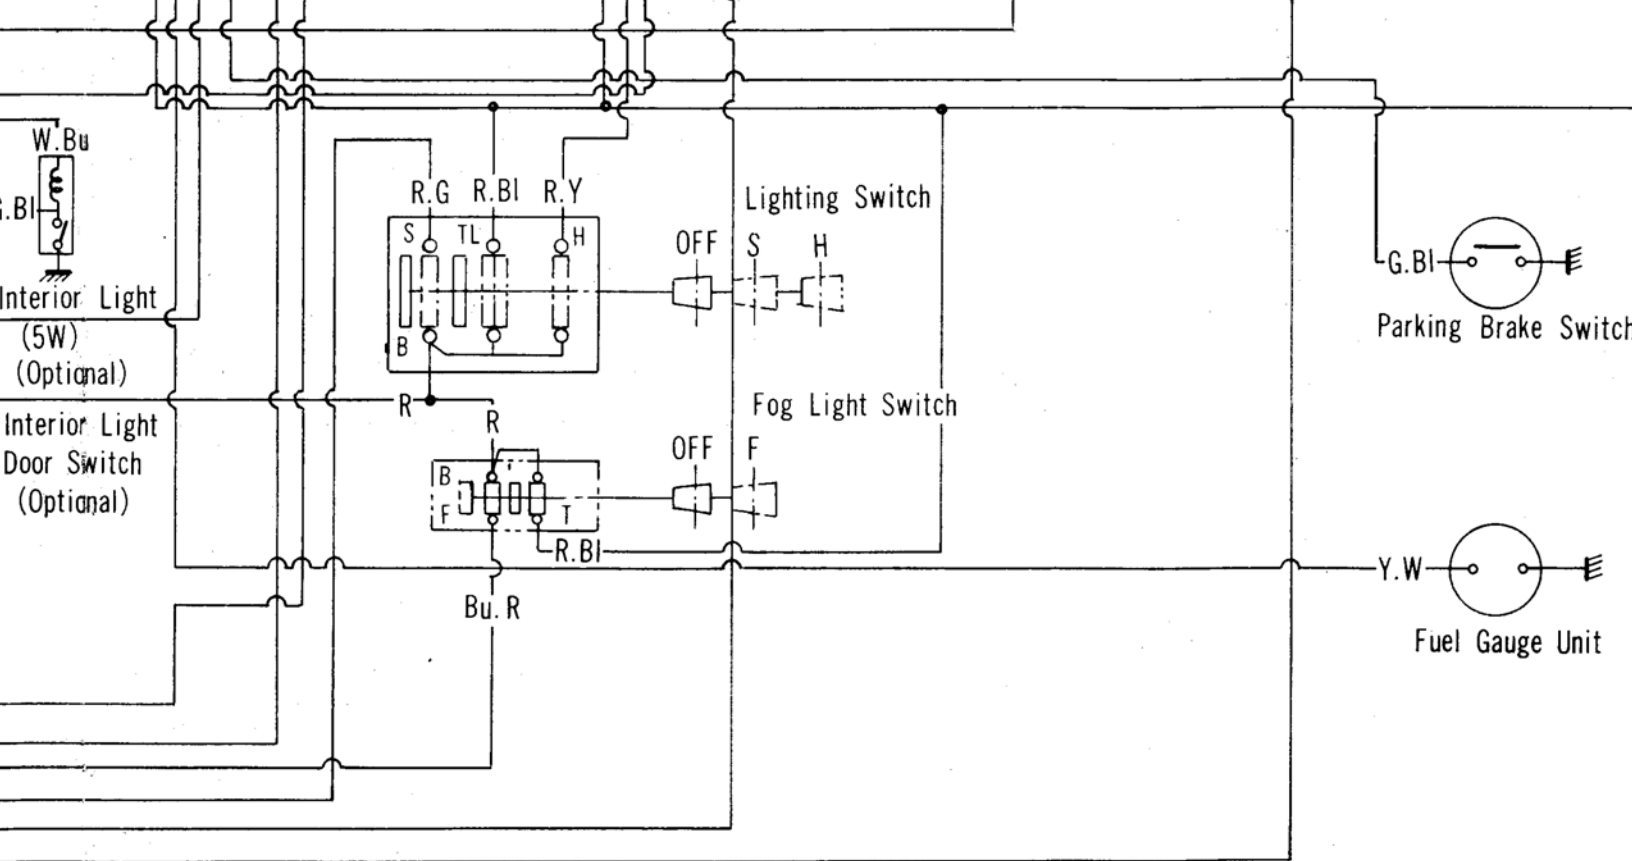 W.Bu
G.Bl
Interior Light
(5W)
(Optional)
Interior Light
Door Switch
(Optional)
R.G
R.Bl
R.Y
S
TL
H
B
Lighting Switch
OFF
S
H
R
R
Fog Light Switch
OFF
F
B
F
T
R.Bl
Bu.R
G.Bl
Parking Brake Switch
Y.W
Fuel Gauge Unit